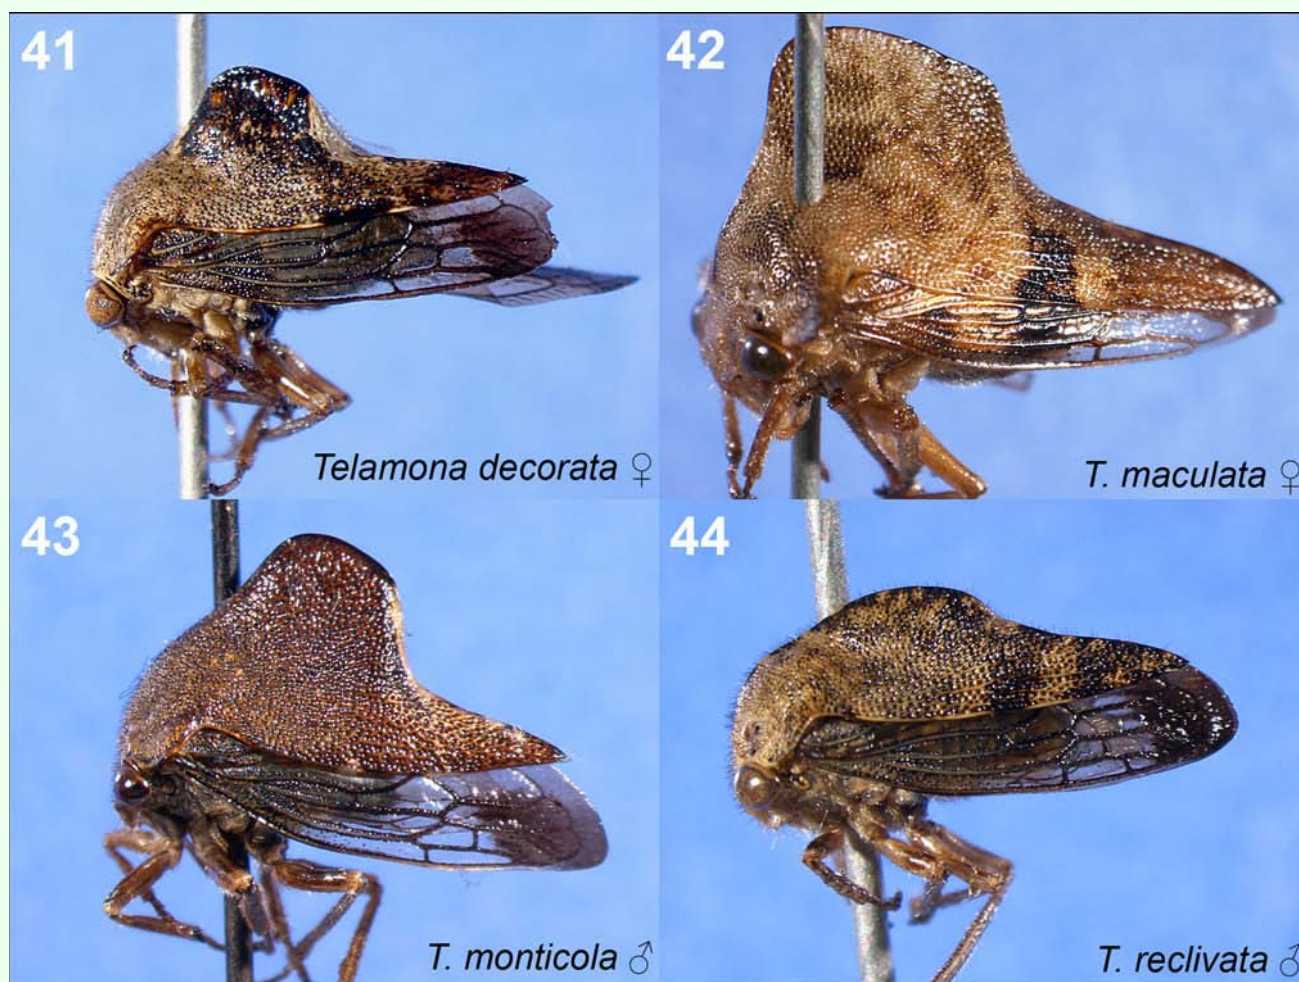 41
Telamona decorata ♀
42
T. maculata ♀
43
T. monticola ♂
44
T. reclivata ♂